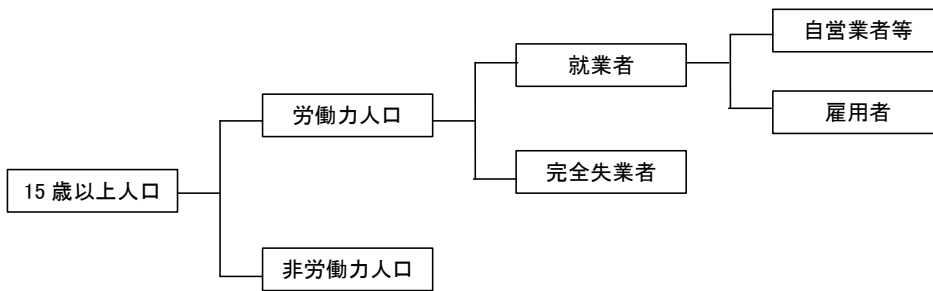 自営業者等
就業者
雇用者
労働力人口
完全失業者
15歳以上人口
非労働力人口